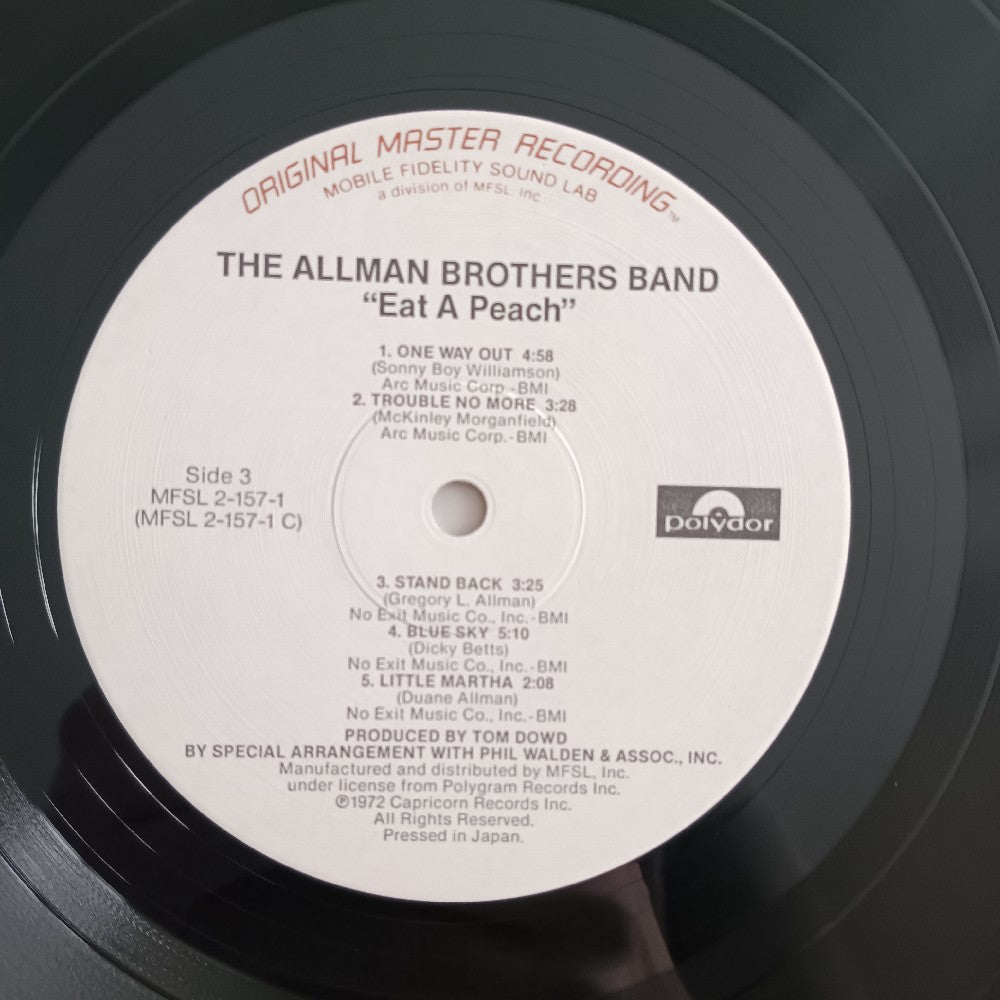 ORIGINAL MASTER RECORDING™
MOBILE FIDELITY SOUND LAB
a division of MFSL, Inc
THE ALLMAN BROTHERS BAND
“Eat A Peach”
1. ONE WAY OUT 4:58
(Sonny Boy Williamson)
Arc Music Corp.-BMI
2. TROUBLE NO MORE 3:28
(McKinley Morganfield)
Arc Music Corp.-BMI
Side 3
MFSL 2-157-1
(MFSL 2-157-1 C)
polydor
3. STAND BACK 3:25
(Gregory L. Allman)
No Exit Music Co., Inc.-BMI
4. BLUE SKY 5:10
(Dicky Betts)
No Exit Music Co., Inc.-BMI
5. LITTLE MARTHA 2:08
(Duane Allman)
No Exit Music Co., Inc.-BMI
PRODUCED BY TOM DOWD
BY SPECIAL ARRANGEMENT WITH PHIL WALDEN & ASSOC., INC.
Manufactured and distributed by MFSL, Inc.
under license from Polygram Records Inc.
℗1972 Capricorn Records Inc.
All Rights Reserved.
Pressed in Japan.